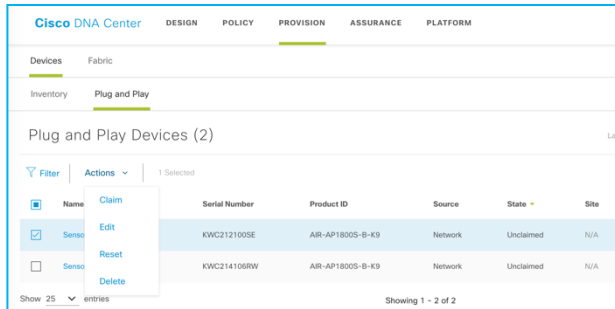 Cisco DNA Center DESIGN POLICY PROVISION ASSURANCE PLATFORM
Devices Fabric
Inventory Plug and Play
Plug and Play Devices (2) La
Filter Actions 1 Selected
Name Serial Number Product ID Source State Site
Claim
Edit
Senso KWC212100SE AIR-AP1800S-B-K9 Network Unclaimed N/A
Reset
Senso KWC214106RW AIR-AP1800S-B-K9 Network Unclaimed N/A
Delete
Show 25 entries Showing 1 - 2 of 2